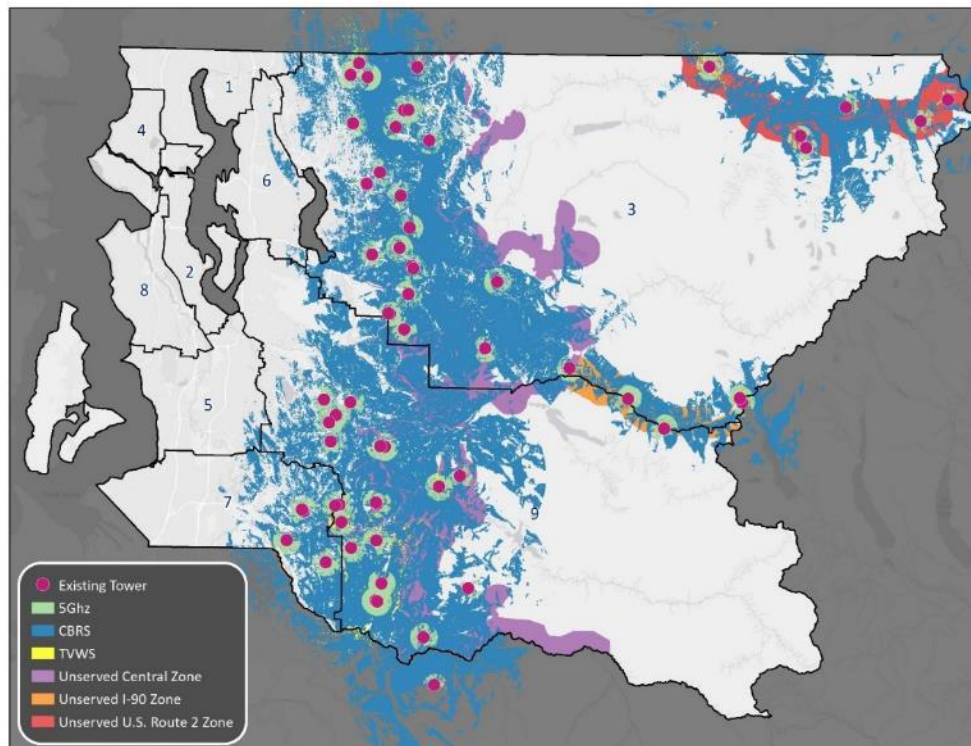 1
4
6
3
2
8
5
7
9
Existing Tower
5Ghz
CBRS
TVWS
Unserved Central Zone
Unserved I-90 Zone
Unserved U.S. Route 2 Zone